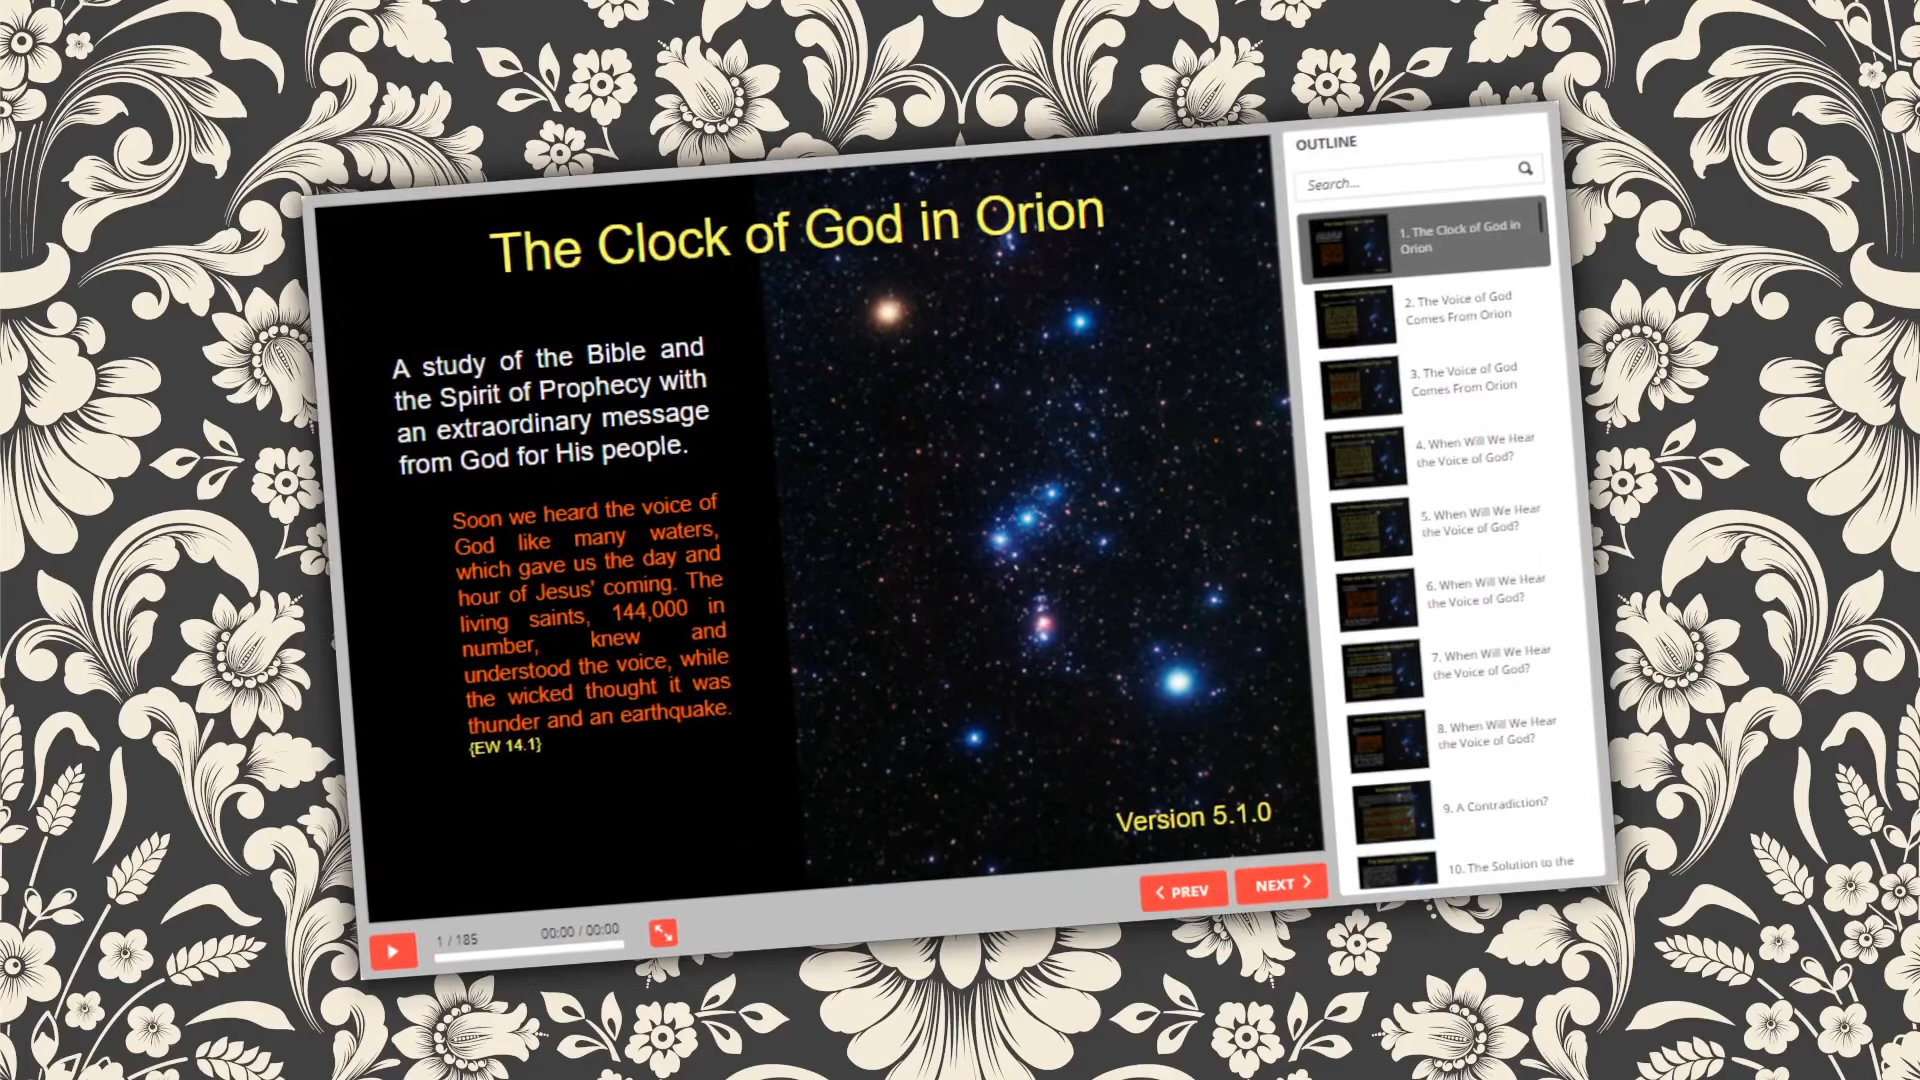 The Clock of God in Orion
A study of the Bible and
the Spirit of Prophecy with
an extraordinary message
from God for His people.
Soon we heard the voice of
God like many waters,
which gave us the day and
hour of Jesus' coming. The
living saints, 144,000 in
number, knew and
understood the voice, while
the wicked thought it was
thunder and an earthquake.
{EW 14.1}
Version 5.1.0
1 / 185
00:00 / 00:00
PREV
NEXT
OUTLINE
Search...
1. The Clock of God in
Orion
2. The Voice of God
Comes From Orion
3. The Voice of God
Comes From Orion
4. When Will We Hear
the Voice of God?
5. When Will We Hear
the Voice of God?
6. When Will We Hear
the Voice of God?
7. When Will We Hear
the Voice of God?
8. When Will We Hear
the Voice of God?
9. A Contradiction?
10. The Solution to the